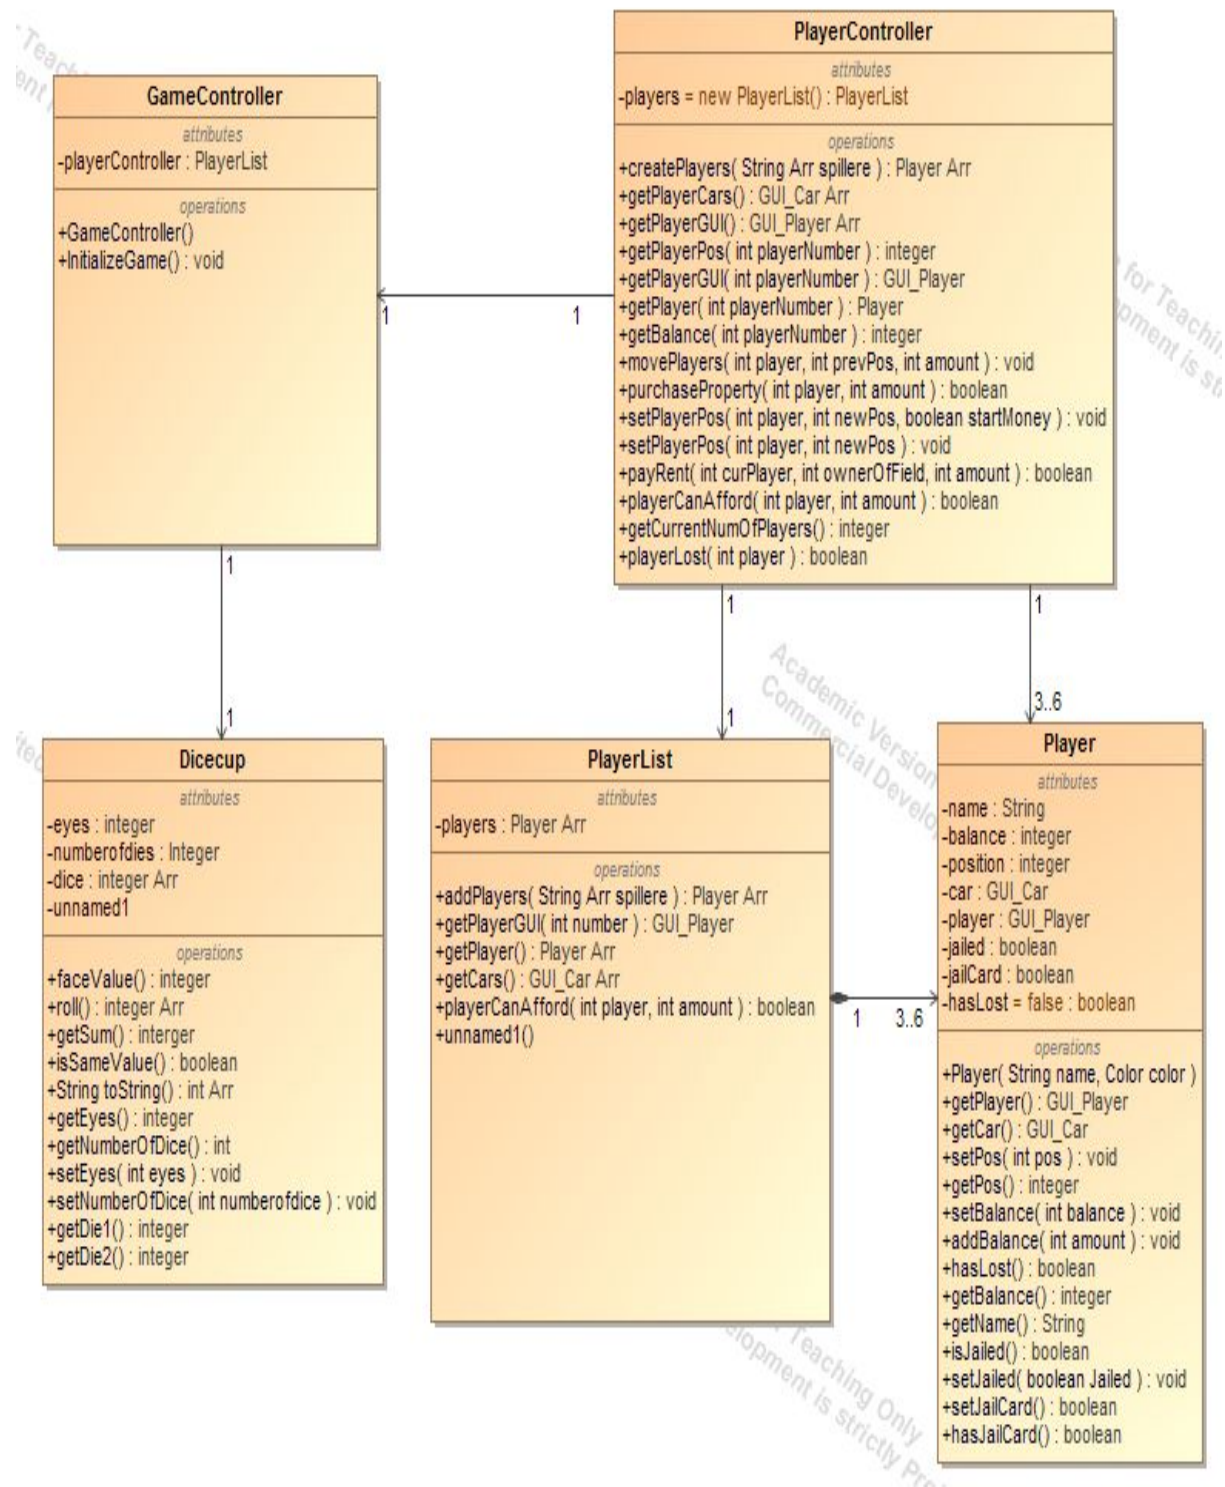 GameController
attributes
-playerController : PlayerList
operations
+GameController()
+InitializeGame() : void
PlayerController
attributes
-players = new PlayerList() : PlayerList
operations
+createPlayers( String Arr spillere ) : Player Arr
+getPlayerCars() : GUI_Car Arr
+getPlayerGUI() : GUI_Player Arr
+getPlayerPos( int playerNumber ) : integer
+getPlayerGUI( int playerNumber ) : GUI_Player
+getPlayer( int playerNumber ) : Player
+getBalance( int playerNumber ) : integer
+movePlayers( int player, int prevPos, int amount ) : void
+purchaseProperty( int player, int amount ) : boolean
+setPlayerPos( int player, int newPos, boolean startMoney ) : void
+setPlayerPos( int player, int newPos ) : void
+payRent( int curPlayer, int ownerOfField, int amount ) : boolean
+playerCanAfford( int player, int amount ) : boolean
+getCurrentNumOfPlayers() : integer
+playerLost( int player ) : boolean
1
1
1
1
1
1
1
3..6
Dicecup
attributes
-eyes : integer
-numberofdies : Integer
-dice : integer Arr
-unnamed1
operations
+faceValue() : integer
+roll() : integer Arr
+getSum() : interger
+isSameValue() : boolean
+String toString() : int Arr
+getEyes() : integer
+getNumberOfDice() : int
+setEyes( int eyes ) : void
+setNumberOfDice( int numberofdice ) : void
+getDie1() : integer
+getDie2() : integer
PlayerList
attributes
-players : Player Arr
operations
+addPlayers( String Arr spillere ) : Player Arr
+getPlayerGUI( int number ) : GUI_Player
+getPlayer() : Player Arr
+getCars() : GUI_Car Arr
+playerCanAfford( int player, int amount ) : boolean
+unnamed1()
1
3..6
Player
attributes
-name : String
-balance : integer
-position : integer
-car : GUI_Car
-player : GUI_Player
-jailed : boolean
-jailCard : boolean
-hasLost = false : boolean
operations
+Player( String name, Color color )
+getPlayer() : GUI_Player
+getCar() : GUI_Car
+setPos( int pos ) : void
+getPos() : integer
+setBalance( int balance ) : void
+addBalance( int amount ) : void
+hasLost() : boolean
+getBalance() : integer
+getName() : String
+isJailed() : boolean
+setJailed( boolean Jailed ) : void
+setJailCard() : boolean
+hasJailCard() : boolean
for Teaching
Academic Version
Commercial
Teaching Only
is strictly